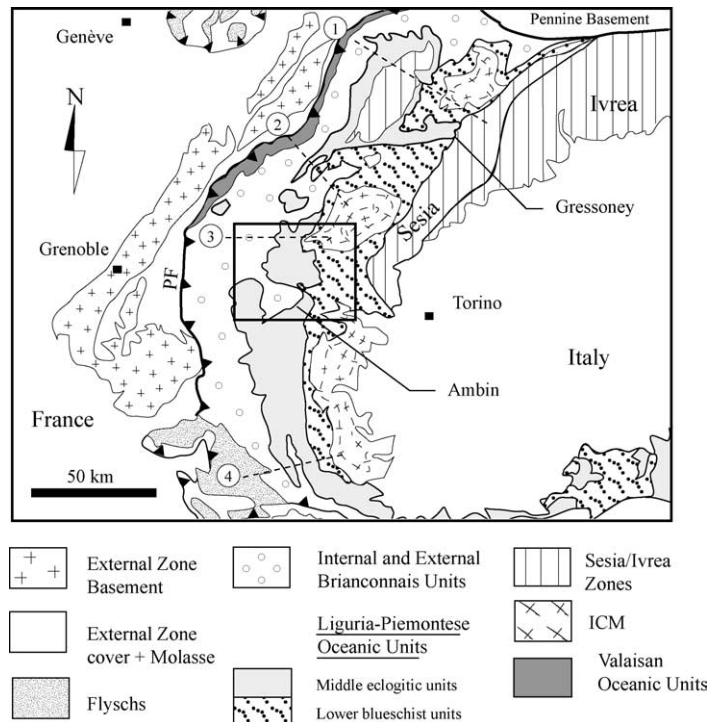 Genève
1
Pennine Basement
N
Ivrea
2
Gressoney
Sesia
3
Grenoble
PF
Torino
Italy
Ambin
France
4
50 km
External Zone
Basement
External Zone
cover + Molasse
Flyschs
Internal and External
Brianconnais Units
Liguria-Piemontese
Oceanic Units
Middle eclogitic units
Lower blueschist units
Sesia/Ivrea
Zones
ICM
Valaisan
Oceanic Units